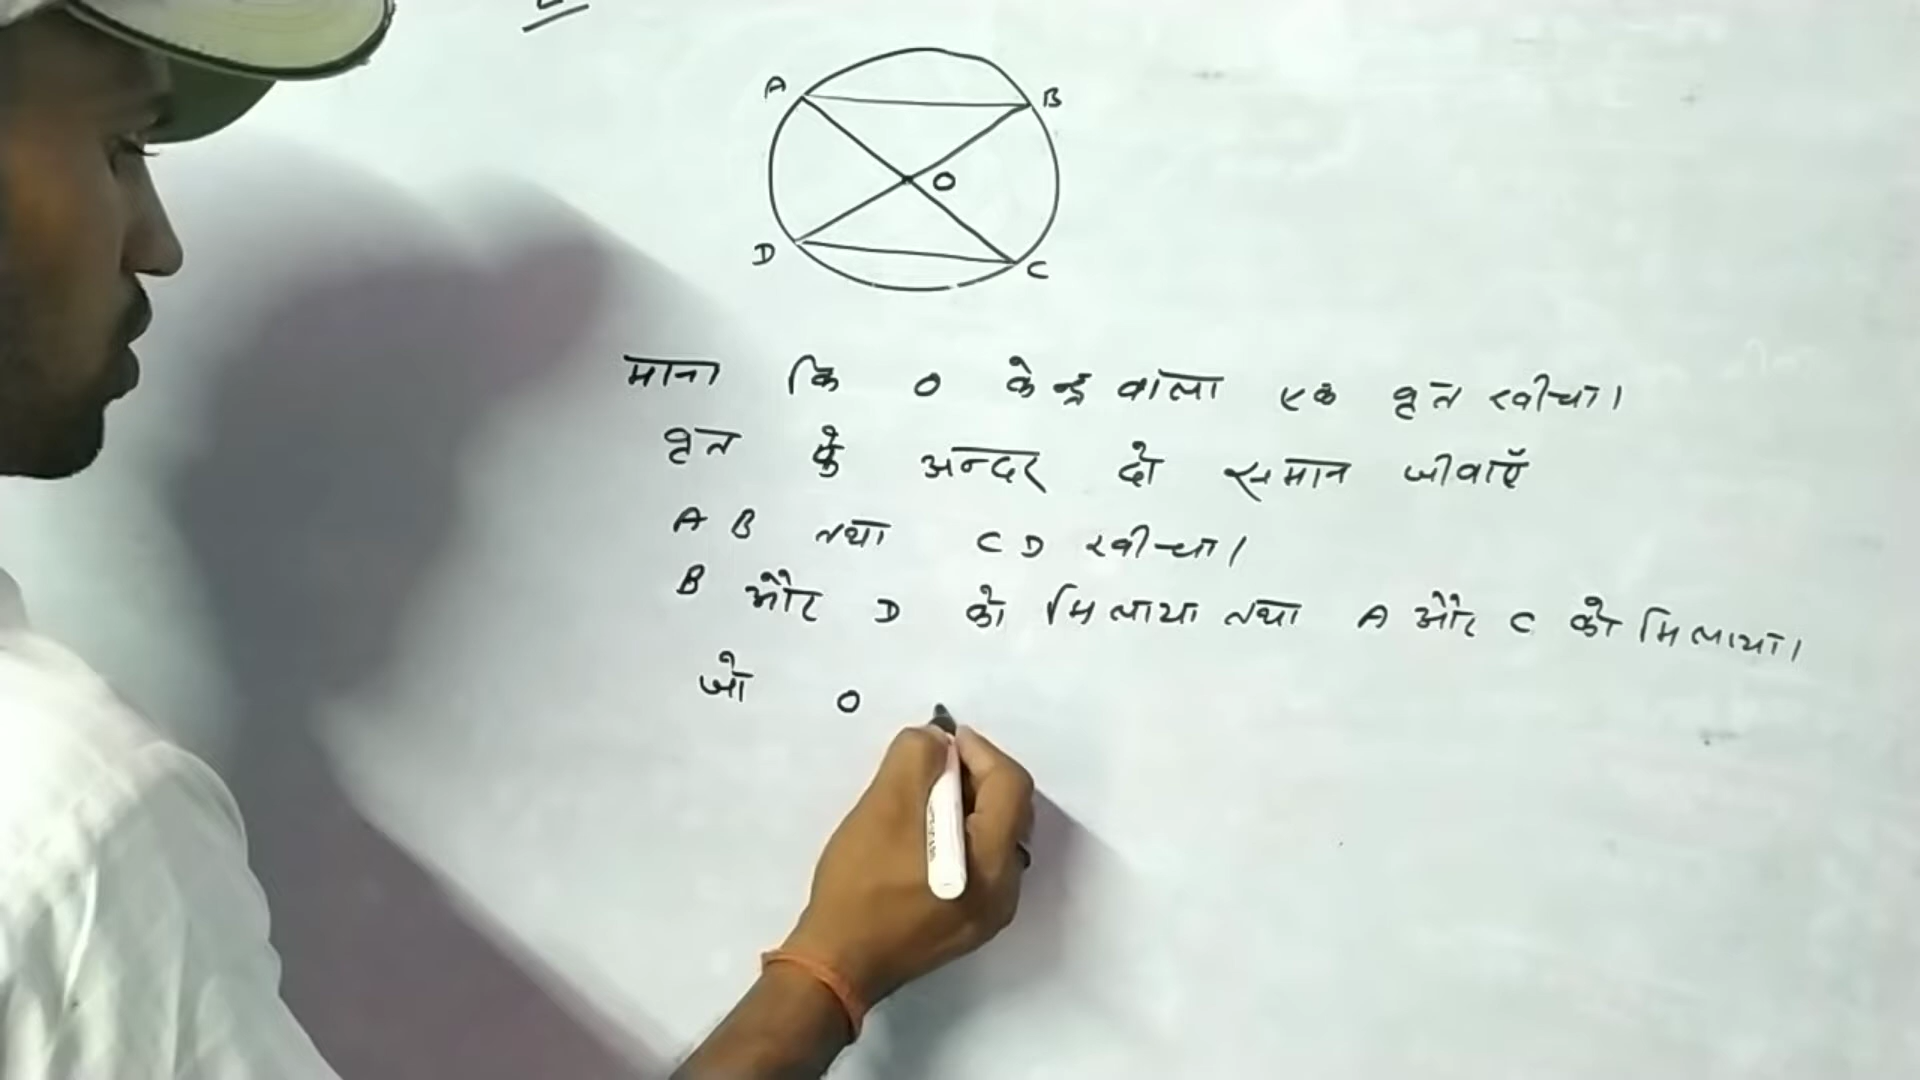 A
B
O
D
C
माना कि O केन्द्र वाला एक वृत खीचा।
वृत के अन्दर दो समान जीवाएँ
A B तथा C D खीचा।
B और D को मिलाया तथा A और C को मिलाया।
जो O